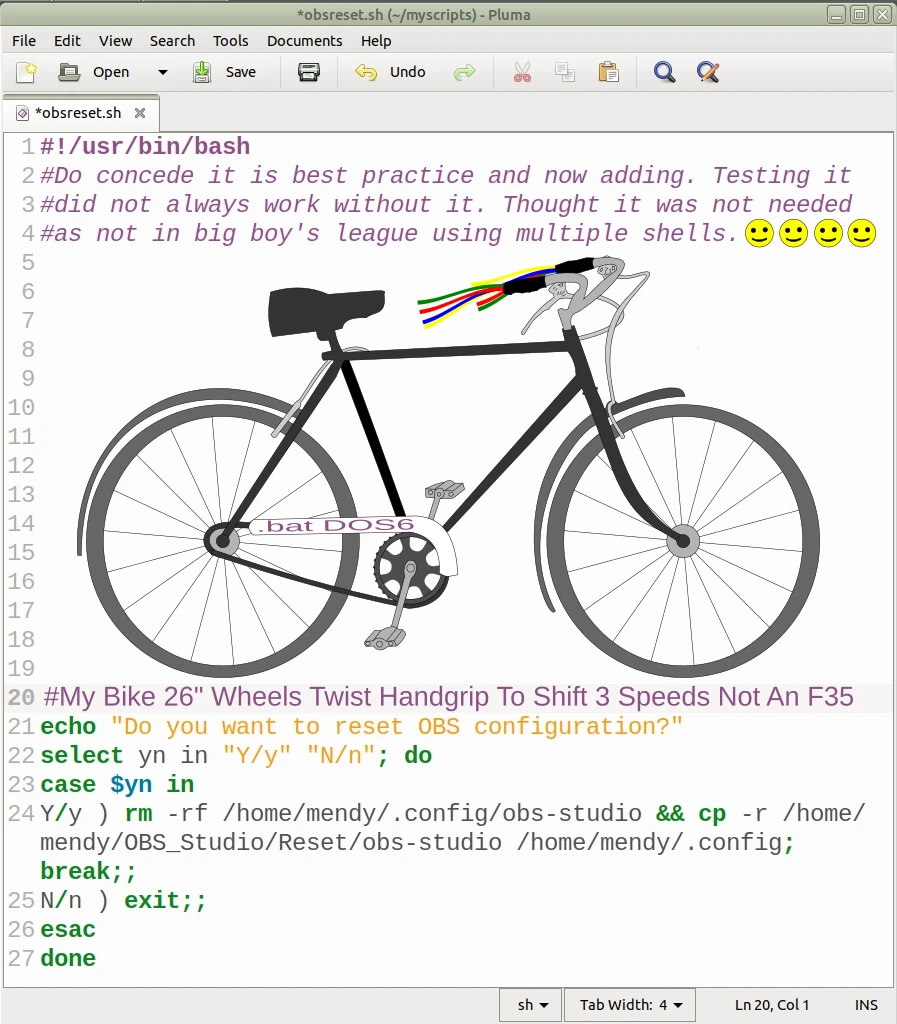 *obsreset.sh (~/myscripts) - Pluma
File Edit View Search Tools Documents Help
Open Save Undo
*obsreset.sh
1 #!/usr/bin/bash
2 #Do concede it is best practice and now adding. Testing it
3 #did not always work without it. Thought it was not needed
4 #as not in big boy's league using multiple shells.
5
6
7
8
9
10
11
12
13
14 .bat DOS6
15
16
17
18
19
20 #My Bike 26" Wheels Twist Handgrip To Shift 3 Speeds Not An F35
21 echo "Do you want to reset OBS configuration?"
22 select yn in "Y/y" "N/n"; do
23 case $yn in
24 Y/y ) rm -rf /home/mendy/.config/obs-studio && cp -r /home/
mendy/OBS_Studio/Reset/obs-studio /home/mendy/.config;
break;;
25 N/n ) exit;;
26 esac
27 done
sh Tab Width: 4 Ln 20, Col 1 INS